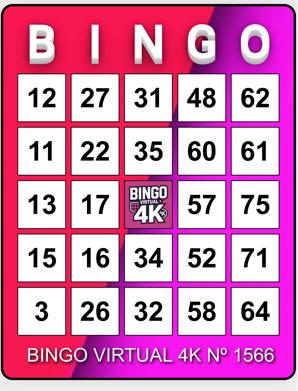 B I N G O
12 27 31 48 62
11 22 35 60 61
13 17 BINGO VIRTUAL 4K 57 75
15 16 34 52 71
3 26 32 58 64
BINGO VIRTUAL 4K Nº 1566